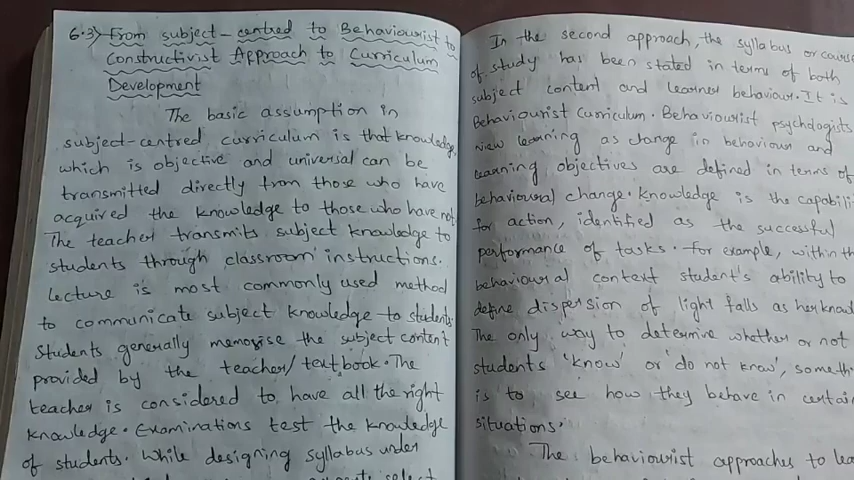 6.3) From subject-centred to Behaviourist to
Constructivist Approach to Curriculum
Development
The basic assumption in
subject-centred curriculum is that knowledge,
which is objective and universal can be
transmitted directly from those who have
acquired the knowledge to those who have not.
The teacher transmits subject knowledge to
students through classroom instructions.
Lecture is most commonly used method
to communicate subject knowledge to students.
Students generally memorise the subject content
provided by the teacher/textbook. The
teacher is considered to have all the right
knowledge. Examinations test the knowledge
of students. While designing syllabus under
select
In the second approach, the syllabus or course
of study has been stated in terms of both
subject content and learner behaviour. It is
Behaviourist Curriculum. Behaviourist psychologists
view learning as change in behaviour and
learning objectives are defined in terms of
behavioural change. Knowledge is the capabili
for action, identified as the successful
performance of tasks. For example, within th
behavioural context student's ability to
define dispersion of light falls as her know
The only way to determine whether or not
students 'know' or 'do not know', someth
is to see how they behave in certain
situations.
The behaviourist approaches to lea